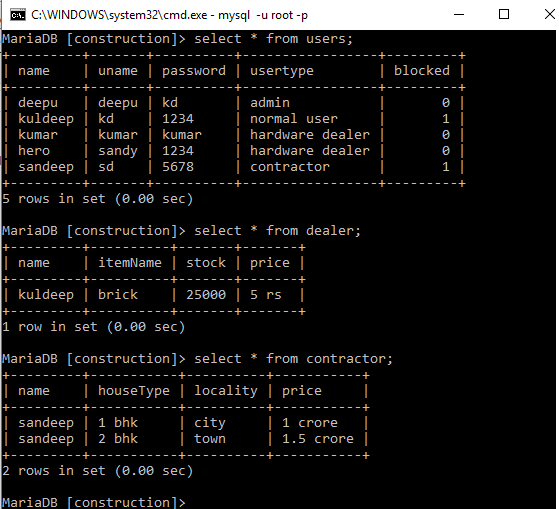 C:\WINDOWS\system32\cmd.exe - mysql -u root -p
MariaDB [construction]> select * from users;
+----------+-------+----------+-----------------+---------+
| name     | uname | password | usertype        | blocked |
+----------+-------+----------+-----------------+---------+
| deepu    | deepu | kd       | admin           |       0 |
| kuldeep  | kd    | 1234     | normal user     |       1 |
| kumar    | kumar | kumar    | hardware dealer |       0 |
| hero     | sandy | 1234     | hardware dealer |       0 |
| sandeep  | sd    | 5678     | contractor      |       1 |
+----------+-------+----------+-----------------+---------+
5 rows in set (0.00 sec)
MariaDB [construction]> select * from dealer;
+---------+----------+-------+-------+
| name    | itemName | stock | price |
+---------+----------+-------+-------+
| kuldeep | brick    | 25000 | 5 rs  |
+---------+----------+-------+-------+
1 row in set (0.00 sec)
MariaDB [construction]> select * from contractor;
+---------+-----------+----------+-----------+
| name    | houseType | locality | price     |
+---------+-----------+----------+-----------+
| sandeep | 1 bhk     | city     | 1 crore   |
| sandeep | 2 bhk     | town     | 1.5 crore |
+---------+-----------+----------+-----------+
2 rows in set (0.00 sec)
MariaDB [construction]>